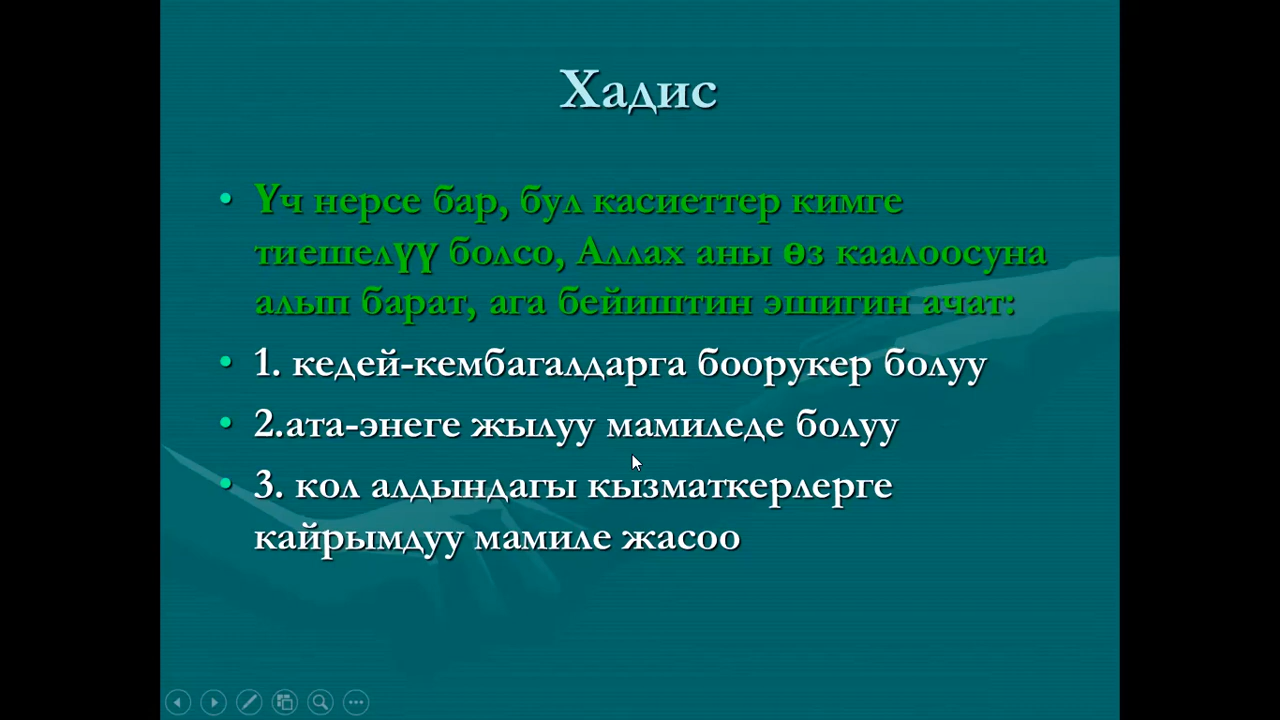 Хадис
• Үч нерсе бар, бул касиеттер кимге
тиешелүү болсо, Аллах аны өз каалоосуна
алып барат, ага бейиштин эшигин ачат:
• 1. кедей-кембагалдарга боорукер болуу
• 2.ата-энеге жылуу мамиледе болуу
• 3. кол алдындагы кызматкерлерге
кайрымдуу мамиле жасоо